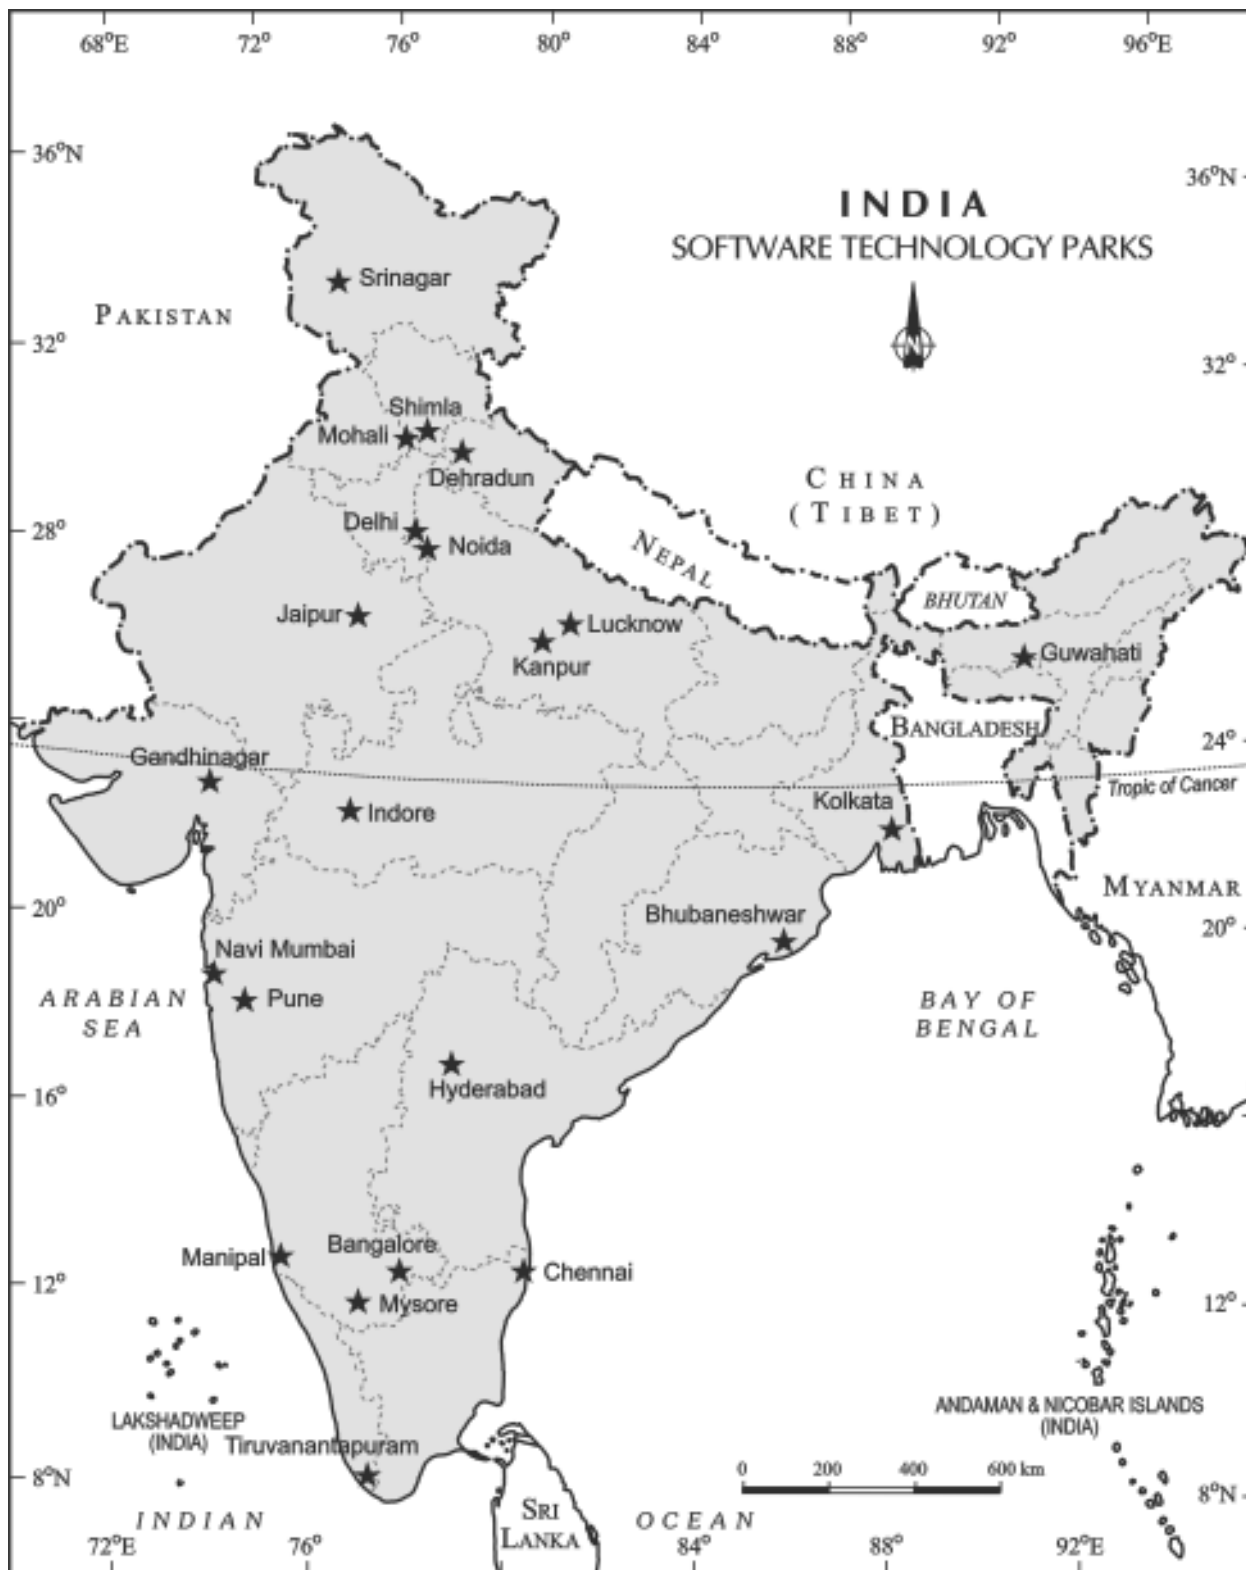 68°E 72° 76° 80° 84° 88° 92° 96°E
36°N
36°N
INDIA
SOFTWARE TECHNOLOGY PARKS
Srinagar
PAKISTAN
N
32°
32°
Shimla
Mohali
Dehradun
CHINA
(TIBET)
28°
Delhi
Noida
NEPAL
BHUTAN
Jaipur
Lucknow
Kanpur
Guwahati
BANGLADESH
24°
Gandhinagar
Tropic of Cancer
Indore
Kolkata
MYANMAR
20°
Bhubaneshwar
20°
Navi Mumbai
ARABIAN
SEA
Pune
BAY OF
BENGAL
Hyderabad
16°
Manipal
Bangalore
Chennai
12°
Mysore
12°
LAKSHADWEEP
(INDIA)
ANDAMAN & NICOBAR ISLANDS
(INDIA)
Tiruvanantapuram
8°N
0 200 400 600 km
8°N
INDIAN
SRI
LANKA
OCEAN
72°E 76° 84° 88° 92°E